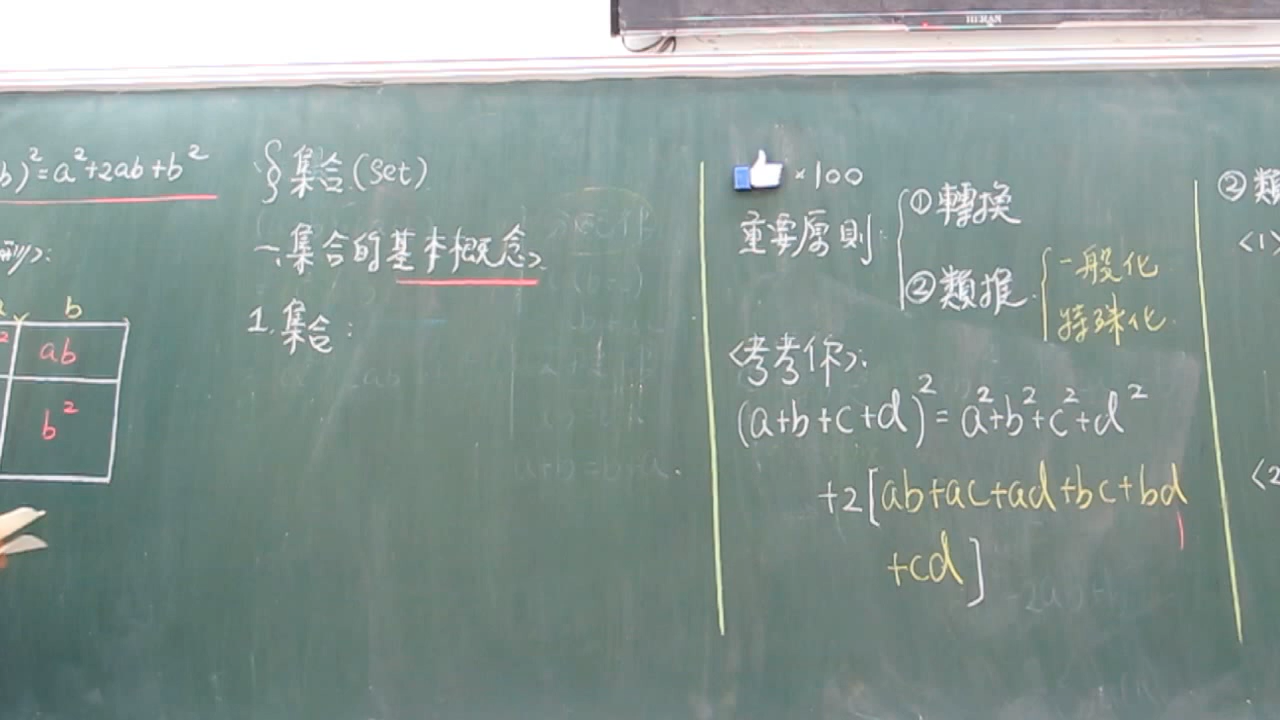 b)²=a²+2ab+b²
b
ab
b²
§集合(Set)
一、集合的基本概念>
1.集合:
×100
重要原則:
①轉換
②類推
一般化
特殊化
<考考你>:
(a+b+c+d)²=a²+b²+c²+d²
+2[ab+ac+ad+bc+bd
+cd]
②類
<1>
<2
HERAN